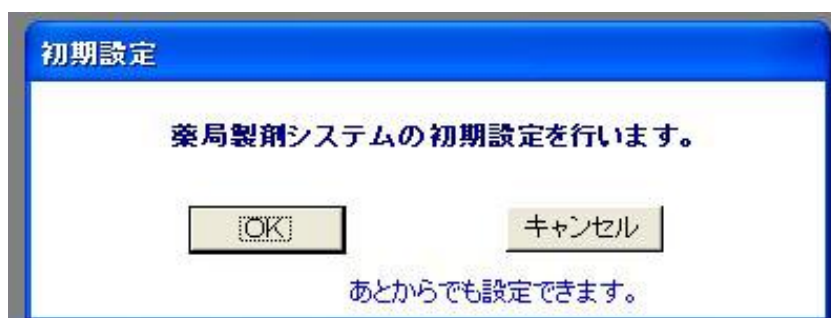 初期設定
薬局製剤システムの初期設定を行います。
OK キャンセル
あとからでも設定できます。